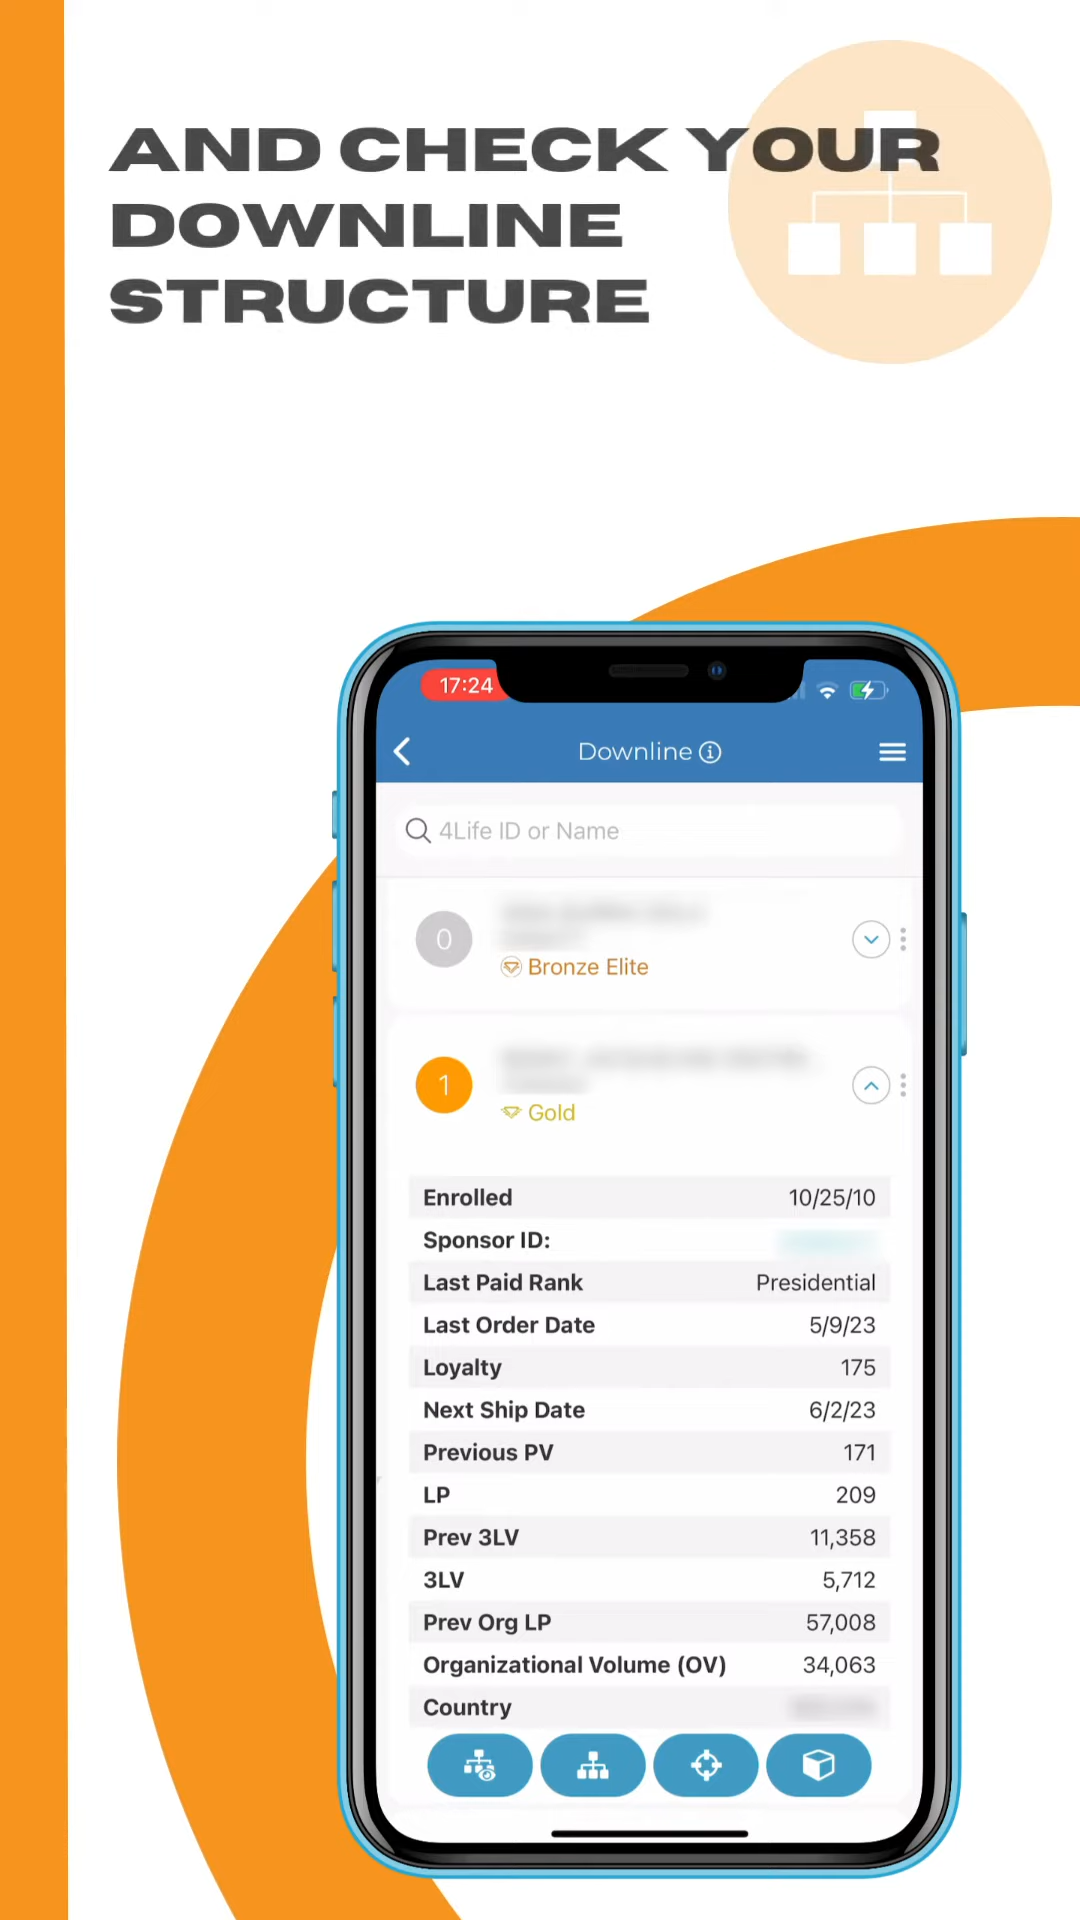 AND CHECK YOUR
DOWNLINE
STRUCTURE
17:24
Downline
4Life ID or Name
0
Bronze Elite
1
Gold
Enrolled 10/25/10
Sponsor ID:
Last Paid Rank Presidential
Last Order Date 5/9/23
Loyalty 175
Next Ship Date 6/2/23
Previous PV 171
LP 209
Prev 3LV 11,358
3LV 5,712
Prev Org LP 57,008
Organizational Volume (OV) 34,063
Country